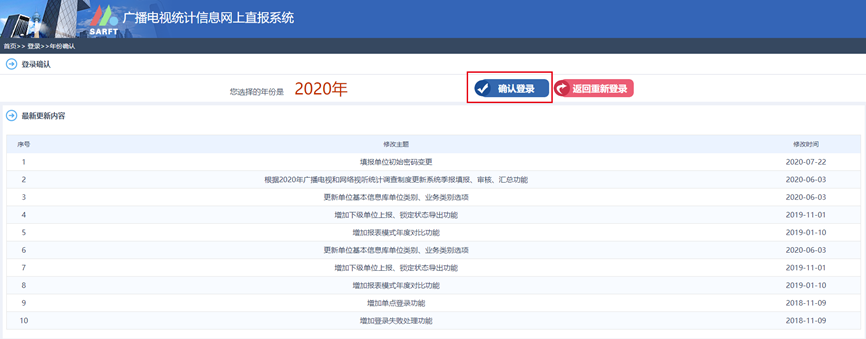 广播电视统计信息网上直报系统
SARFT
首页>> 登录>>年份确认
登录确认
您选择的年份是 2020年 确认登录 返回重新登录
最新更新内容
序号 修改主题 修改时间
1 填报单位初始密码变更 2020-07-22
2 根据2020年广播电视和网络视听统计调查制度更新系统季报填报、审核、汇总功能 2020-06-03
3 更新单位基本信息库单位类别、业务类别选项 2020-06-03
4 增加下级单位上报、锁定状态导出功能 2019-11-01
5 增加报表模式年度对比功能 2019-01-10
6 更新单位基本信息库单位类别、业务类别选项 2020-06-03
7 增加下级单位上报、锁定状态导出功能 2019-11-01
8 增加报表模式年度对比功能 2019-01-10
9 增加单点登录功能 2018-11-09
10 增加登录失败处理功能 2018-11-09